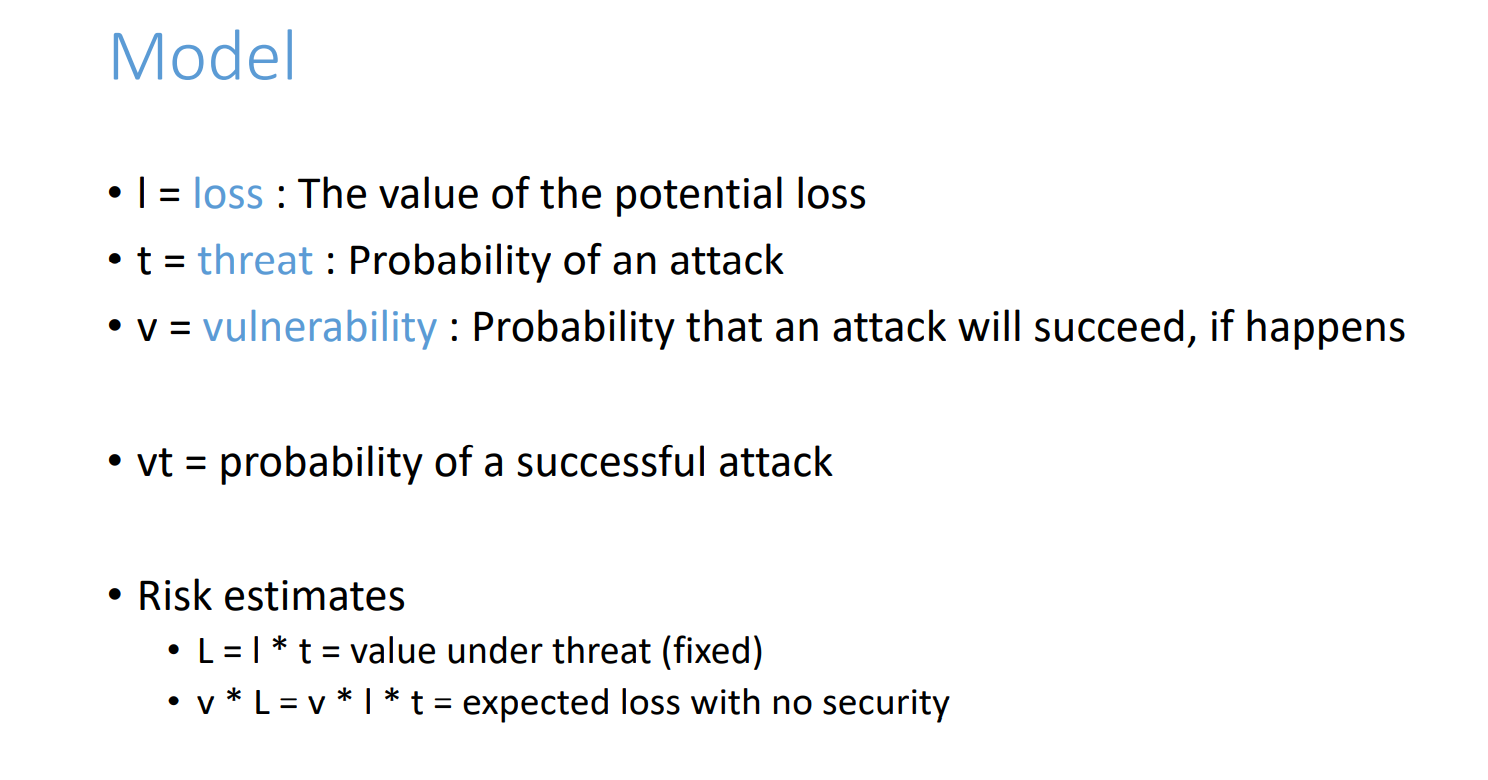 Model
• l = loss : The value of the potential loss
• t = threat : Probability of an attack
• v = vulnerability : Probability that an attack will succeed, if happens
• vt = probability of a successful attack
• Risk estimates
• L = l * t = value under threat (fixed)
• v * L = v * l * t = expected loss with no security